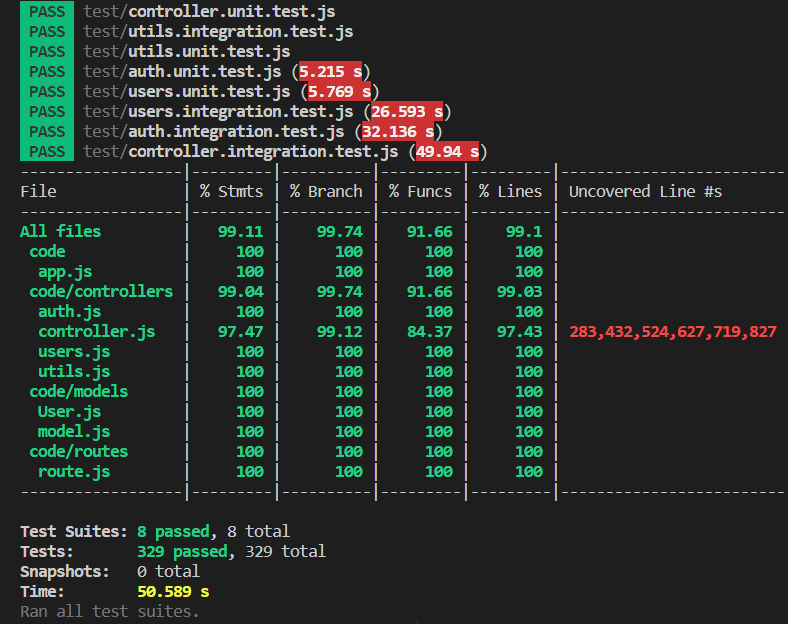 PASS test/controller.unit.test.js
PASS test/utils.integration.test.js
PASS test/utils.unit.test.js
PASS test/auth.unit.test.js (5.215 s)
PASS test/users.unit.test.js (5.769 s)
PASS test/users.integration.test.js (26.593 s)
PASS test/auth.integration.test.js (32.136 s)
PASS test/controller.integration.test.js (49.94 s)
------------------|---------|----------|---------|---------|-------------------------
File | % Stmts | % Branch | % Funcs | % Lines | Uncovered Line #s
------------------|---------|----------|---------|---------|-------------------------
All files | 99.11 | 99.74 | 91.66 | 99.1 |
code | 100 | 100 | 100 | 100 |
app.js | 100 | 100 | 100 | 100 |
code/controllers | 99.04 | 99.74 | 91.66 | 99.03 |
auth.js | 100 | 100 | 100 | 100 |
controller.js | 97.47 | 99.12 | 84.37 | 97.43 | 283,432,524,627,719,827
users.js | 100 | 100 | 100 | 100 |
utils.js | 100 | 100 | 100 | 100 |
code/models | 100 | 100 | 100 | 100 |
User.js | 100 | 100 | 100 | 100 |
model.js | 100 | 100 | 100 | 100 |
code/routes | 100 | 100 | 100 | 100 |
route.js | 100 | 100 | 100 | 100 |
------------------|---------|----------|---------|---------|-------------------------
Test Suites: 8 passed, 8 total
Tests: 329 passed, 329 total
Snapshots: 0 total
Time: 50.589 s
Ran all test suites.